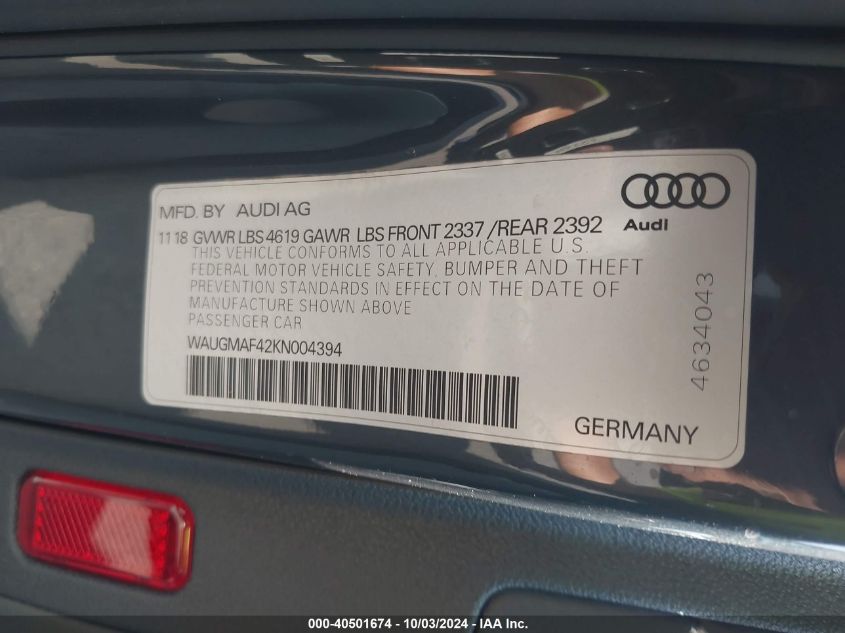 MFD. BY AUDI AG
Audi
11 18 GVWR LBS 4619 GAWR LBS FRONT 2337 /REAR 2392
THIS VEHICLE CONFORMS TO ALL APPLICABLE U.S.
FEDERAL MOTOR VEHICLE SAFETY, BUMPER AND THEFT
PREVENTION STANDARDS IN EFFECT ON THE DATE OF
MANUFACTURE SHOWN ABOVE
PASSENGER CAR
WAUGMAF42KN004394
4634043
GERMANY
000-40501674 - 10/03/2024 - IAA Inc.